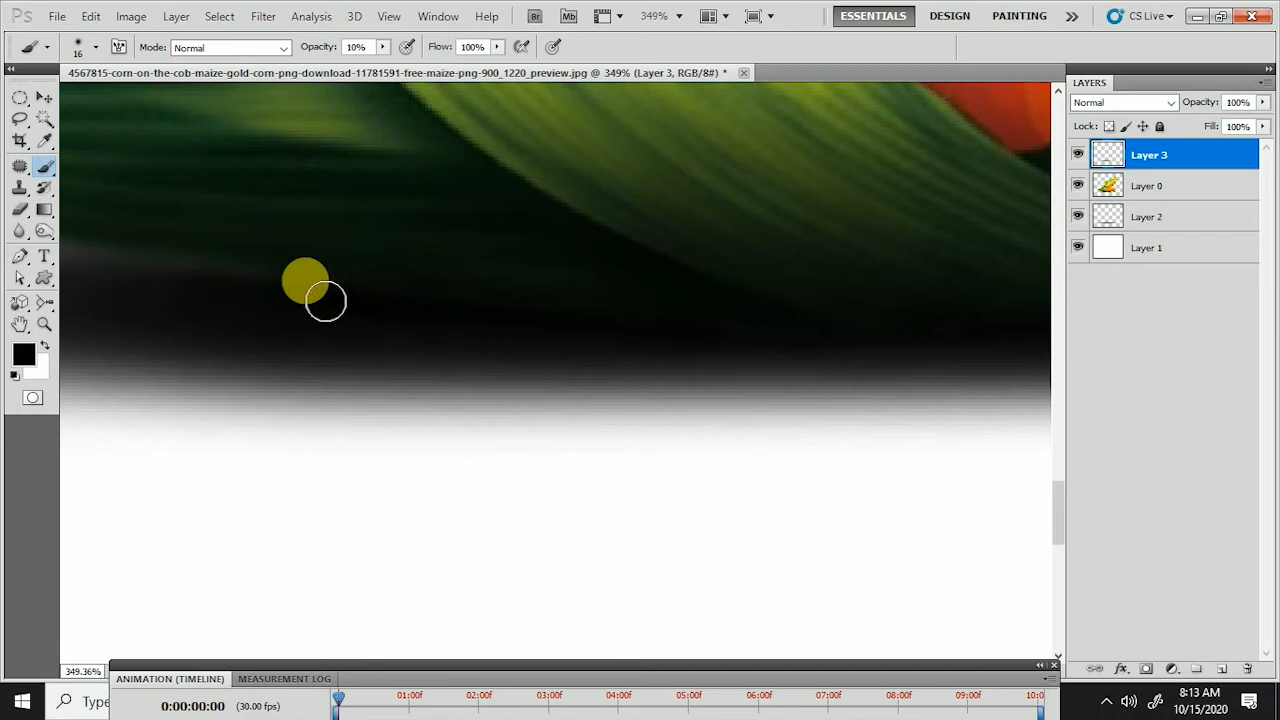 Ps File Edit Image Layer Select Filter Analysis 3D View Window Help Br Mb 349% ESSENTIALS DESIGN PAINTING CS Live
16 Mode: Normal Opacity: 10% Flow: 100%
4567815-corn-on-the-cob-maize-gold-corn-png-download-11781591-free-maize-png-900_1220_preview.jpg @ 349% (Layer 3, RGB/8#) *
LAYERS
Normal Opacity: 100%
Lock: Fill: 100%
Layer 3
Layer 0
Layer 2
Layer 1
T
349.36%
ANIMATION (TIMELINE) MEASUREMENT LOG
fx
0:00:00:00 (30.00 fps)
01:00f 02:00f 03:00f 04:00f 05:00f 06:00f 07:00f 08:00f 09:00f 10:0
Type
8:13 AM
10/15/2020